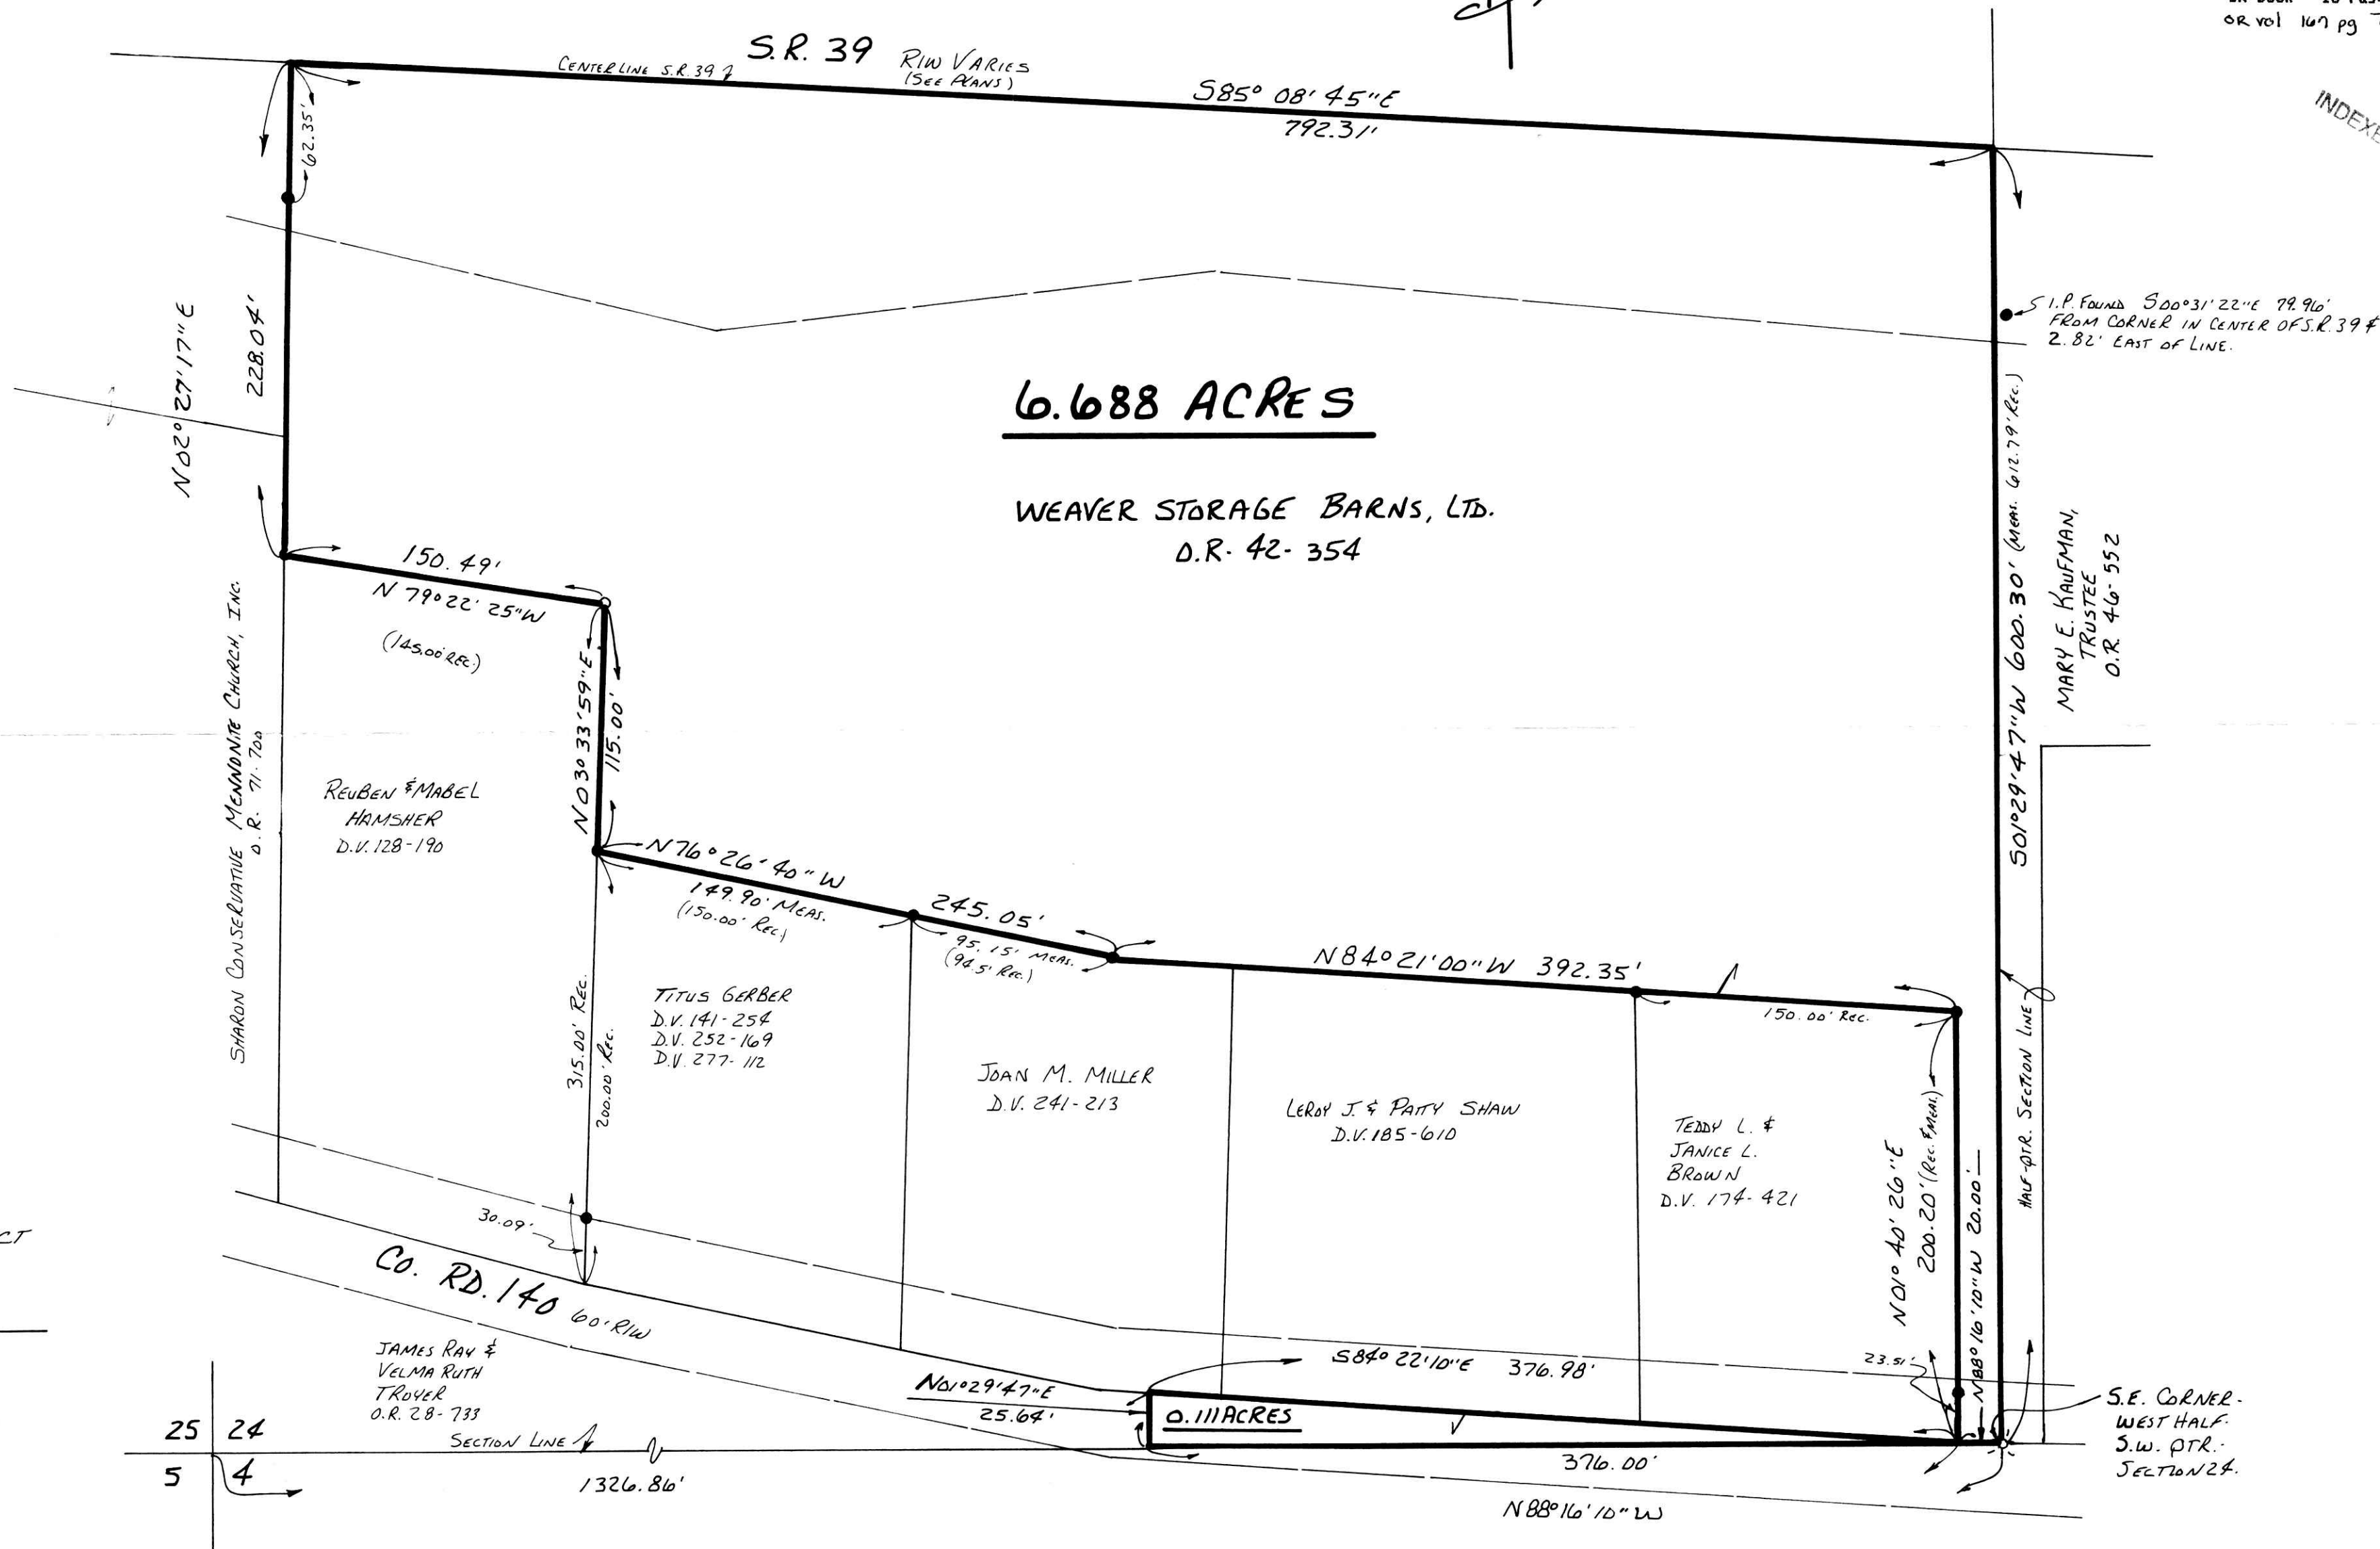 OR vol 167 pg
INDEXE
S.R. 39 R/W VARIES
(SEE PLANS)
CENTERLINE S.R. 39
S85° 08' 45"E
792.31'
62.35'
N02° 27' 17"E
228.04'
I.P. FOUND S00°31'22"E 79.96'
FROM CORNER IN CENTER OF S.R. 39 &
2.82' EAST OF LINE.
6.688 ACRES
WEAVER STORAGE BARNS, LTD.
O.R. 42-354
150.49'
N 79° 22' 25"W
(145.00' REC.)
N03° 33' 59"E
115.00'
S01°29'47"W 600.30' (MEAS. 612.79' REC.)
MARY E. KAUFMAN,
TRUSTEE
O.R. 46-552
SHARON CONSERVATIVE MENNONITE CHURCH, INC.
O.R. 71-700
REUBEN & MABEL
HAMSHER
D.V. 128-190
N76° 26' 40" W
149.90' MEAS.
(150.00' REC.)
245.05'
95.15' MEAS.
(94.5' REC.)
N84° 21' 00"W 392.35'
150.00' REC.
315.00' REC.
200.00' REC.
TITUS GERBER
D.V. 141-254
D.V. 252-169
D.V. 277-112
JOAN M. MILLER
D.V. 241-213
LEROY J. & PATTY SHAW
D.V. 185-610
TEDDY L. &
JANICE L.
BROWN
D.V. 174-421
N01° 40' 26"E
200.20' (REC. & MEAS.)
N88° 16' 10"W 20.00'
HALF-QTR. SECTION LINE
CT
30.09'
CO. RD. 140 60' R/W
JAMES RAY &
VELMA RUTH
TROYER
O.R. 28-733
S84° 22' 10"E 376.98'
23.51'
N01°29'47"E
25.64'
0.111 ACRES
S.E. CORNER-
WEST HALF-
S.W. QTR.-
SECTION 24.
25 24
5 4
SECTION LINE
1326.86'
376.00'
N88°16'10"W